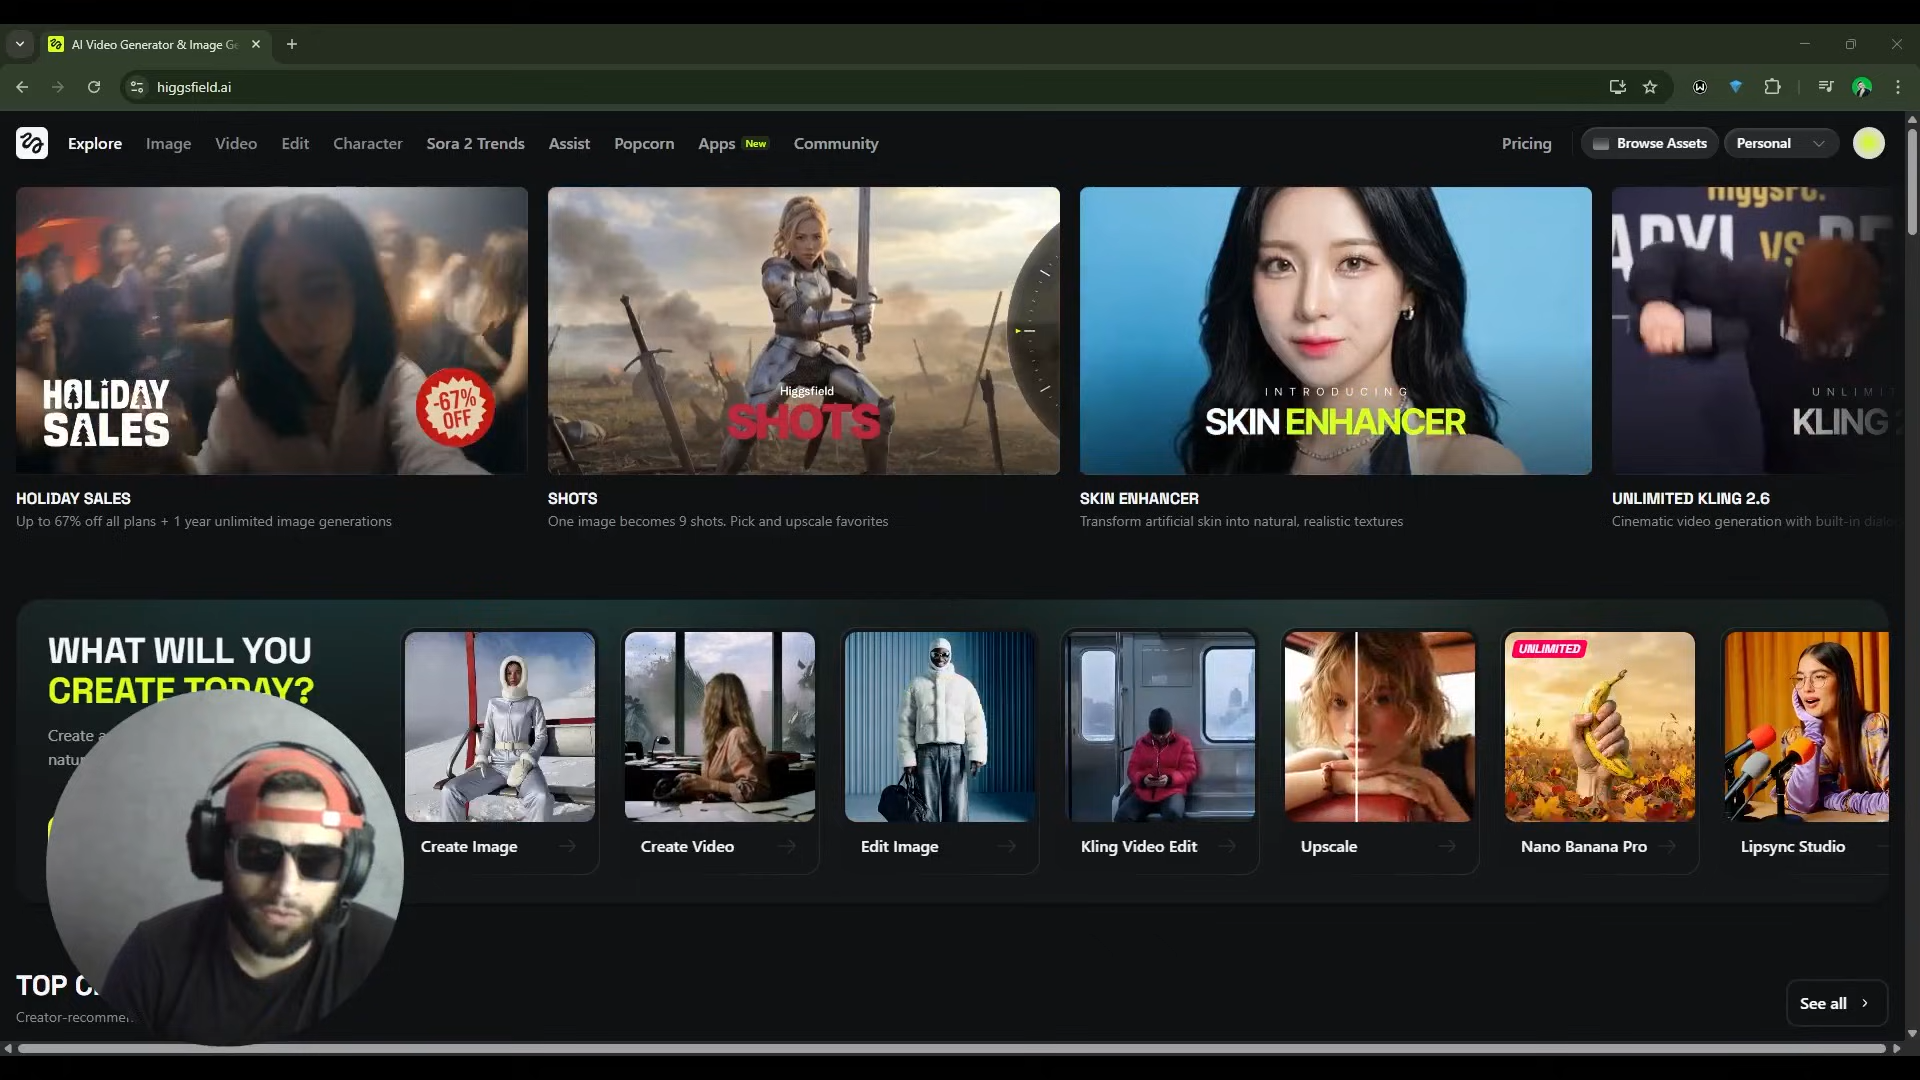 AI Video Generator & Image G
higgsfield.ai
Explore
Image
Video
Edit
Character
Sora 2 Trends
Assist
Popcorn
Apps
New
Community
Pricing
Browse Assets
Personal
HOLIDAY
SALES
-67%
OFF
Higgsfield
SHOTS
INTRODUCING
SKIN ENHANCER
VS
KLING
HOLIDAY SALES
Up to 67% off all plans + 1 year unlimited image generations
SHOTS
One image becomes 9 shots. Pick and upscale favorites
SKIN ENHANCER
Transform artificial skin into natural, realistic textures
UNLIMITED KLING 2.6
Cinematic video generation with built-in
WHAT WILL YOU
CREATE TODAY?
Create
UNLIMITED
Create Image
Create Video
Edit Image
Kling Video Edit
Upscale
Nano Banana Pro
Lipsync Studio
TOP
See all